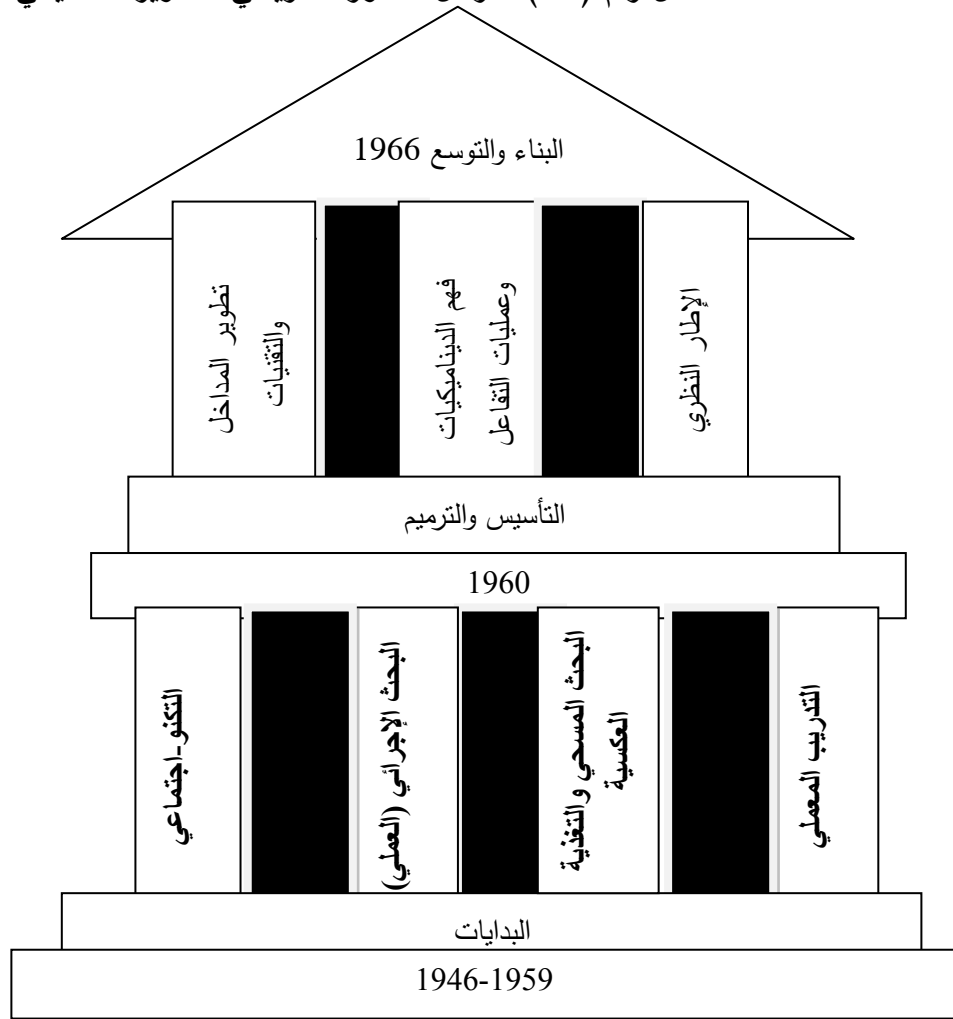 البناء والتوسع 1966
الإطار النظري
فهم الديناميكيات
وعمليات التفاعل
تطوير المداخل
والتقنيات
التأسيس والترميم
1960
التدريب المعملي
البحث المسحي والتغذية
العكسية
البحث الإجرائي (العملي)
التكنو-اجتماعي
البدايات
1946-1959